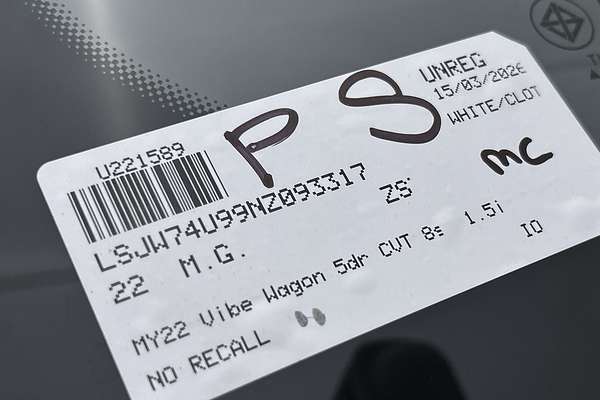 UNREG
15/03/2026
WHITE/CLOT
P S
MC
U221589
LSJW74U99NZ093317
22 M.G. ZS
MY22 Vibe Wagon 5dr CVT 8s 1.5i
NO RECALL
IO